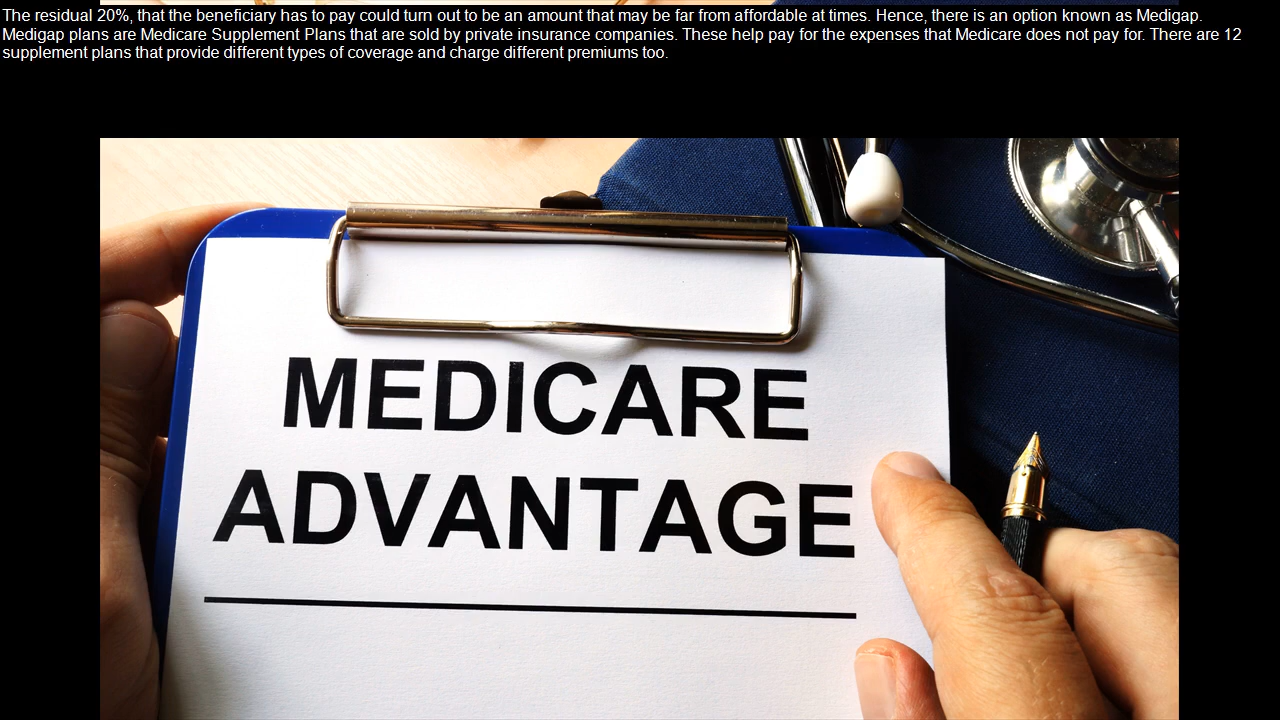 The residual 20%, that the beneficiary has to pay could turn out to be an amount that may be far from affordable at times. Hence, there is an option known as Medigap.
Medigap plans are Medicare Supplement Plans that are sold by private insurance companies. These help pay for the expenses that Medicare does not pay for. There are 12
supplement plans that provide different types of coverage and charge different premiums too.
MEDICARE
ADVANTAGE